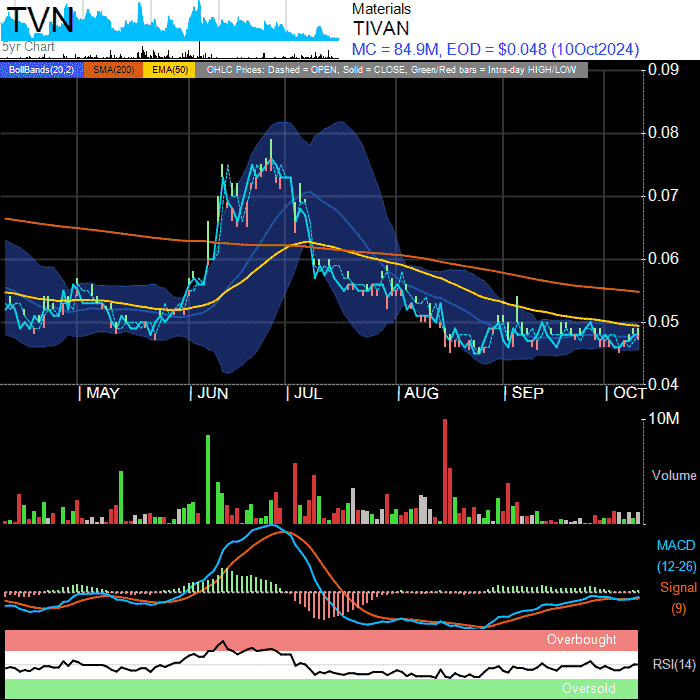 TVN
5yr Chart
Materials
TIVAN
MC = 84.9M, EOD = $0.048 (10Oct2024)
BollBands(20,2) SMA(200) EMA(50) OHLC Prices: Dashed = OPEN, Solid = CLOSE, Green/Red bars = Intra-day HIGH/LOW
0.09
0.08
0.07
0.06
0.05
0.04
| MAY | JUN | JUL | AUG | SEP | OCT
10M
Volume
MACD
(12-26)
Signal
(9)
Overbought
RSI(14)
Oversold